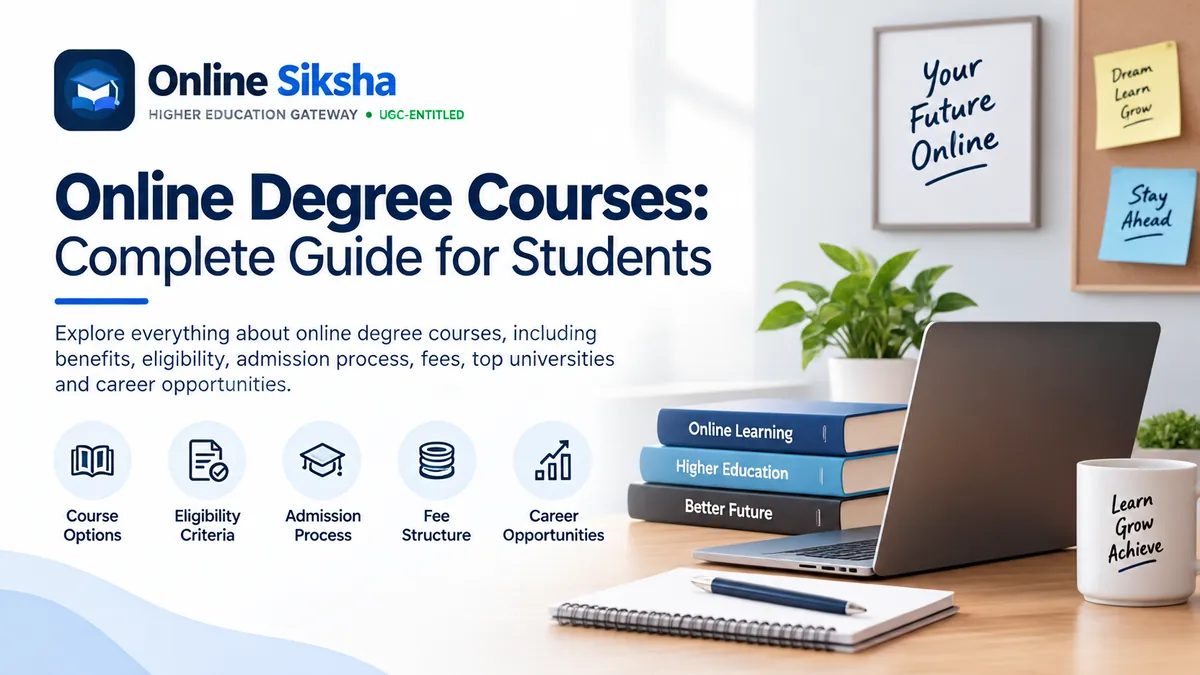 Online Siksha
HIGHER EDUCATION GATEWAY • UGC-ENTITLED
Online Degree Courses:
Complete Guide for Students
Explore everything about online degree courses, including
benefits, eligibility, admission process, fees, top universities
and career opportunities.
Course
Options
Eligibility
Criteria
Admission
Process
Fee
Structure
Career
Opportunities
Your
Future
Online
Dream
Learn
Grow
Stay
Ahead
Online Learning
Higher Education
Better Future
Learn
Grow
Achieve